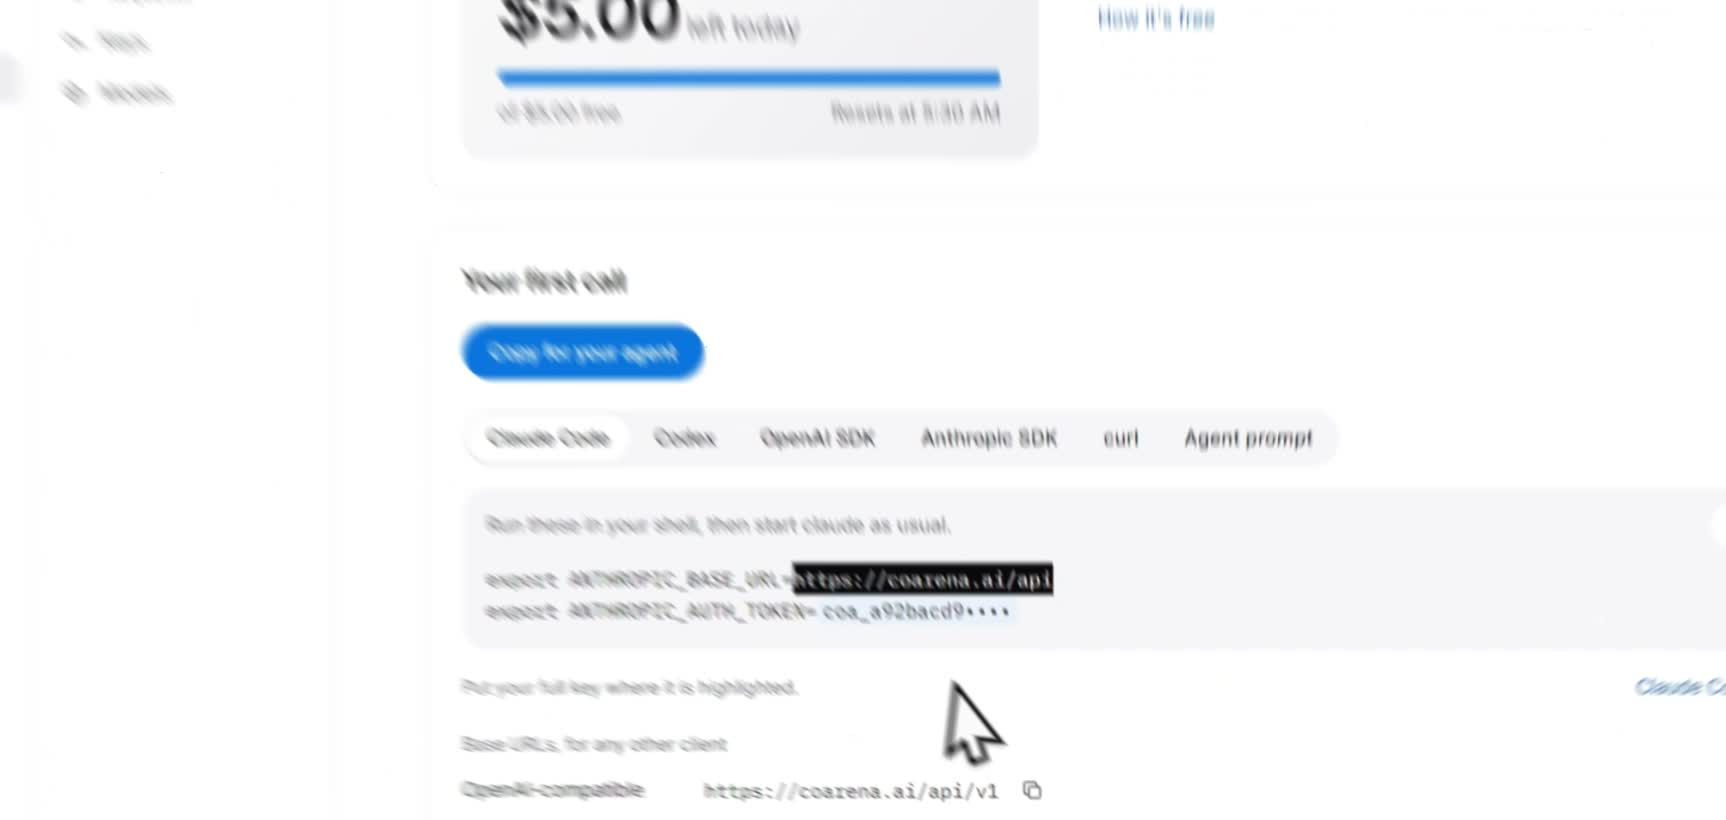 $5.00 left today
How it's free
Models
of $5.00 free
Resets at 5:30 AM
Your first call
Copy for your agent
Claude Code
Codex
OpenAI SDK
Anthropic SDK
curl
Agent prompt
Run these in your shell, then start claude as usual.
export ANTHROPIC_BASE_URL=https://coarena.ai/api
export ANTHROPIC_AUTH_TOKEN=coa_a92bacd9••••
Put your full key where it is highlighted.
Claude Co
Base URLs, for any other client
OpenAI-compatible
https://coarena.ai/api/v1